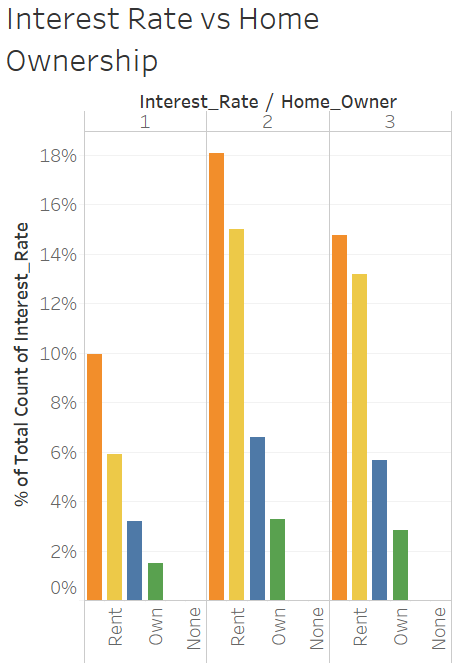 Interest Rate vs Home
Ownership
Interest_Rate / Home_Owner
1 2 3
% of Total Count of Interest_Rate
18%
16%
14%
12%
10%
8%
6%
4%
2%
0%
Rent Own None Rent Own None Rent Own None